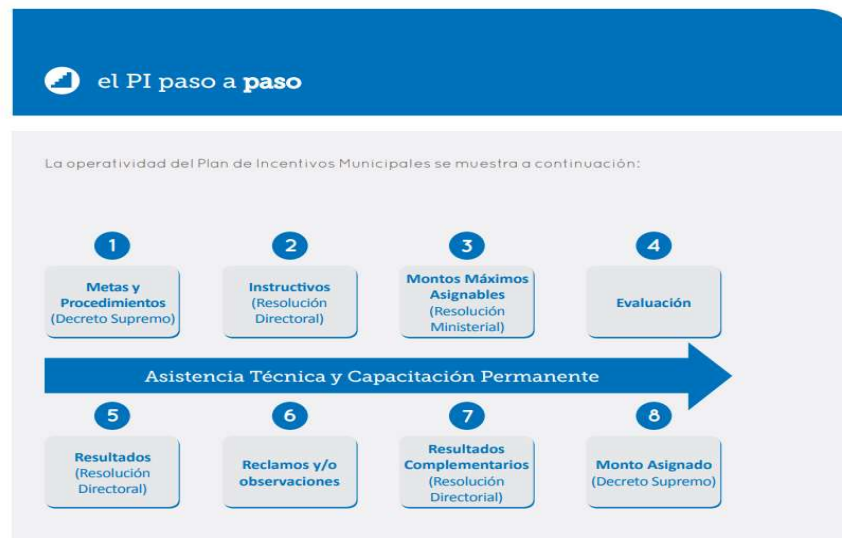 el PI paso a paso
La operatividad del Plan de Incentivos Municipales se muestra a continuación:
1
Metas y
Procedimientos
(Decreto Supremo)
2
Instructivos
(Resolución
Directoral)
3
Montos Máximos
Asignables
(Resolución
Ministerial)
4
Evaluación
Asistencia Técnica y Capacitación Permanente
5
Resultados
(Resolución
Directoral)
6
Reclamos y/o
observaciones
7
Resultados
Complementarios
(Resolución
Directorial)
8
Monto Asignado
(Decreto Supremo)